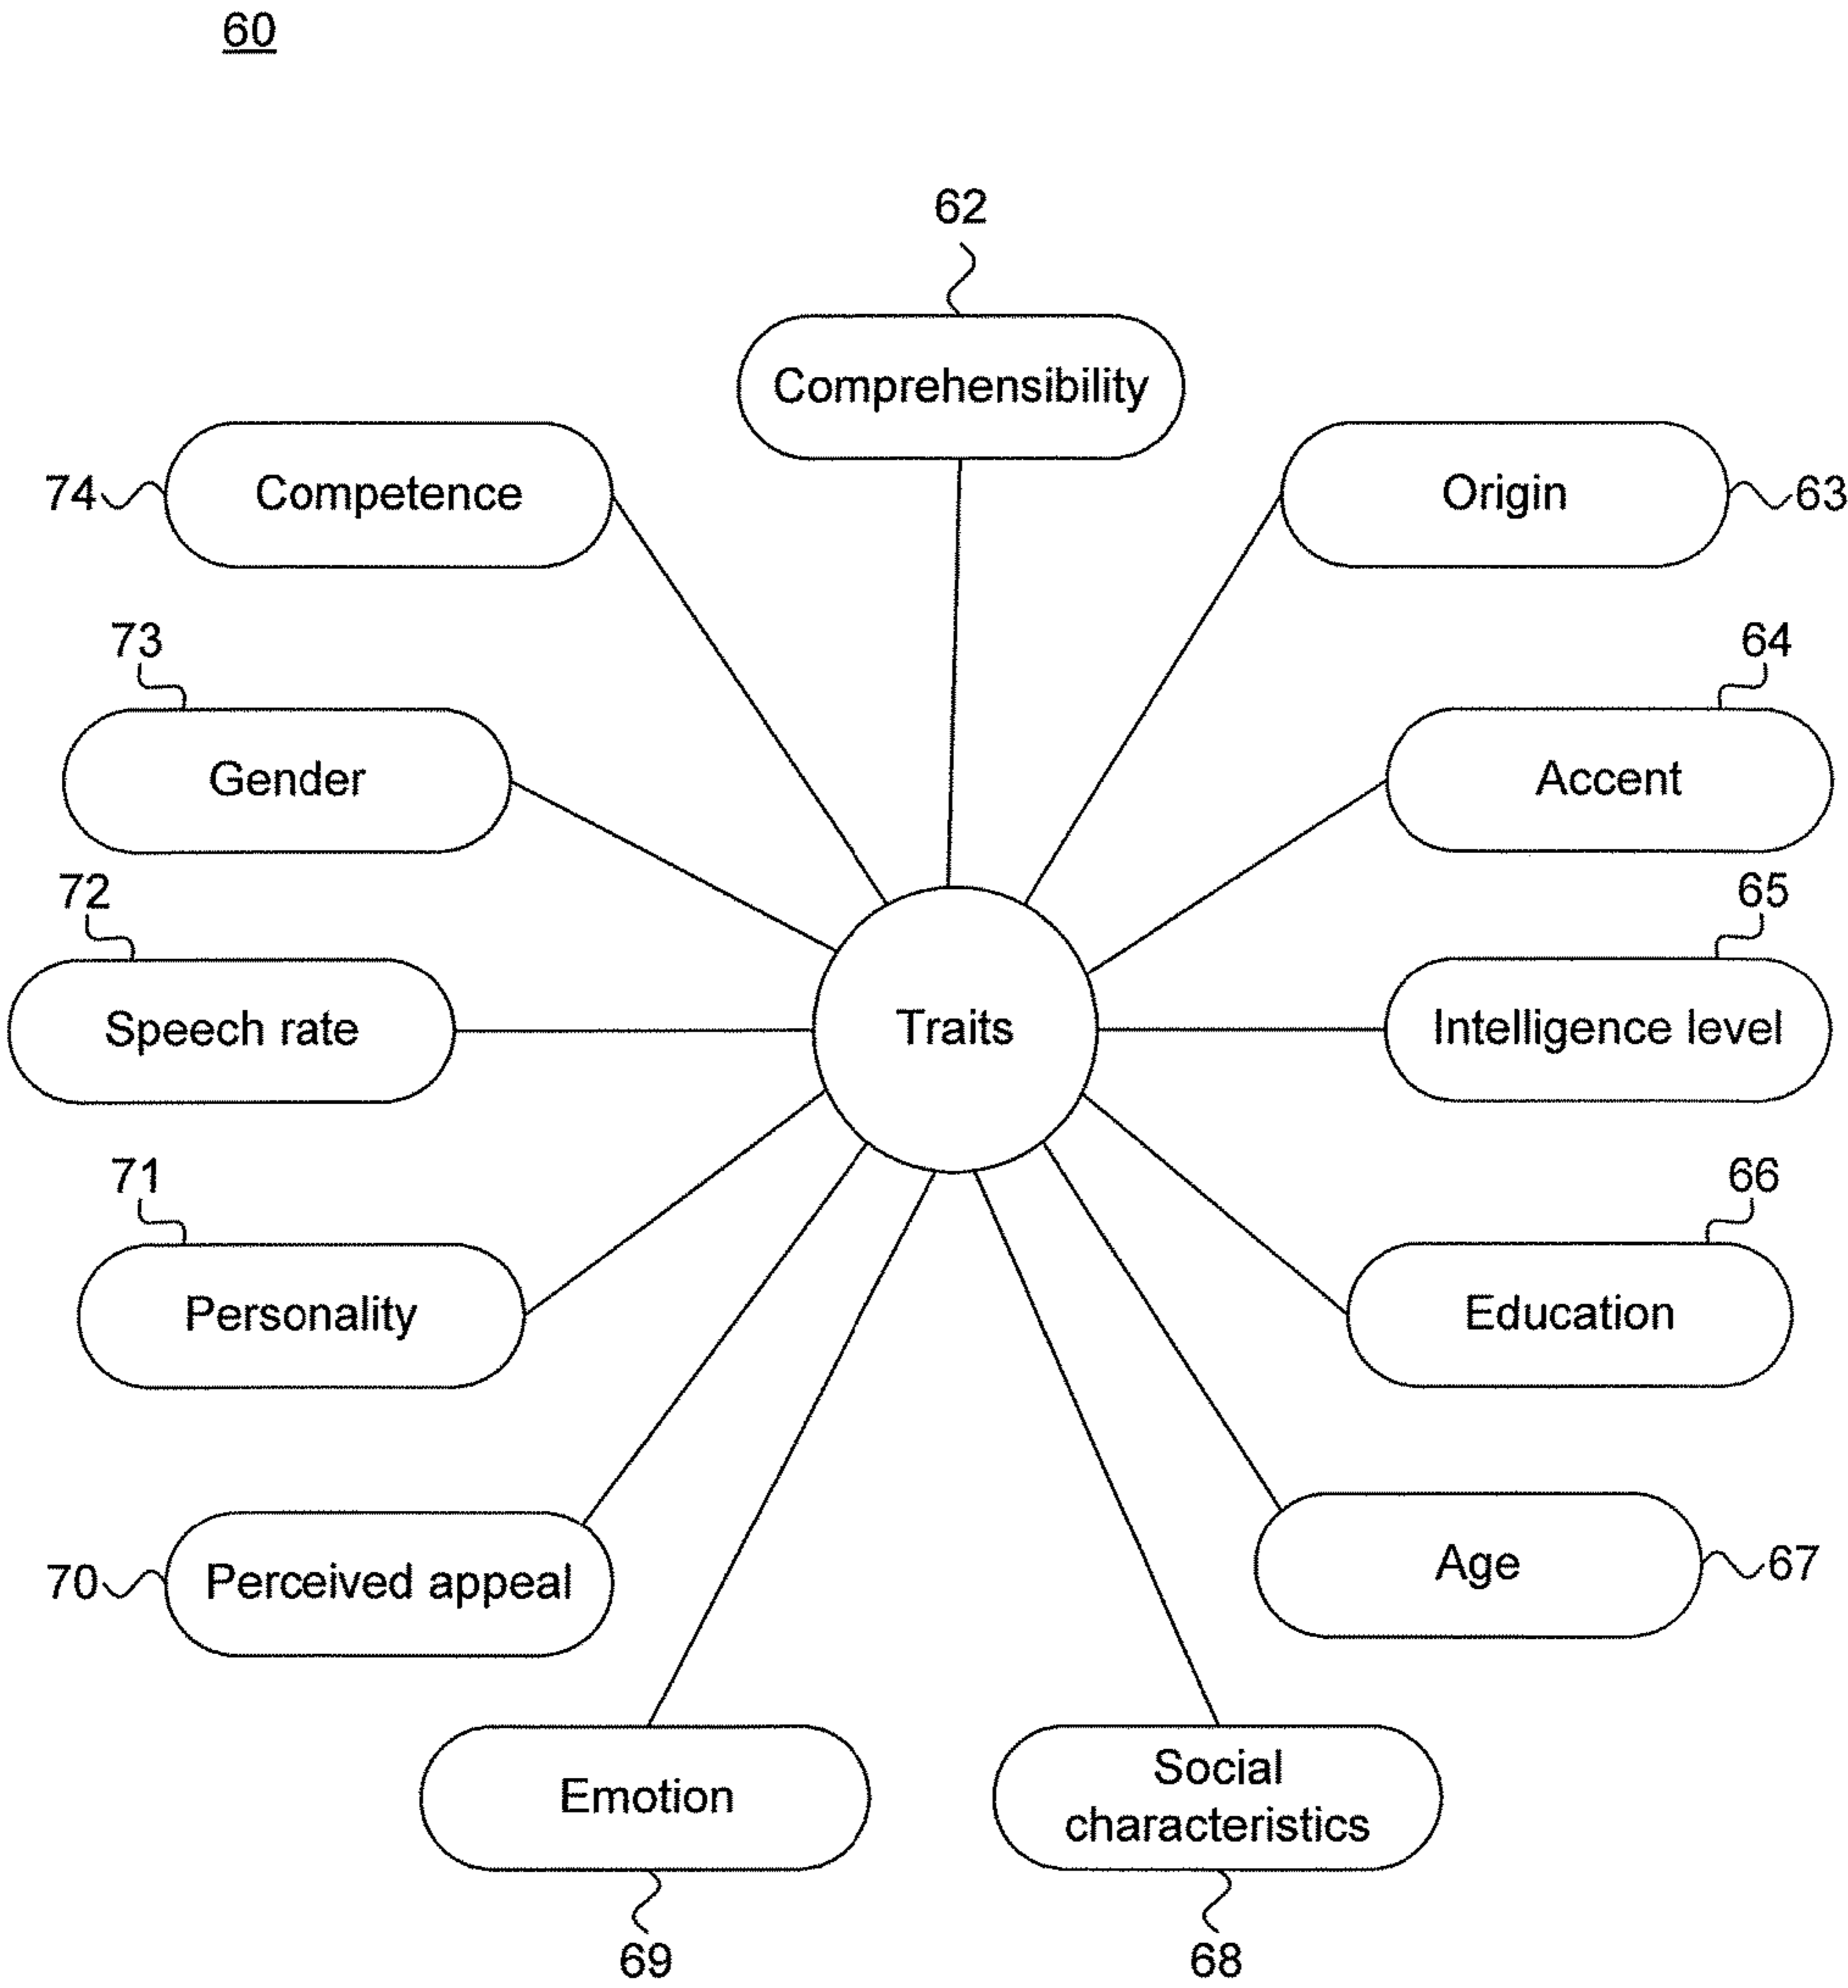 60
62
Comprehensibility
74
Competence
Origin
63
73
64
Gender
Accent
72
65
Speech rate
Traits
Intelligence level
71
66
Personality
Education
70
Perceived appeal
Age
67
Emotion
Social
characteristics
69
68